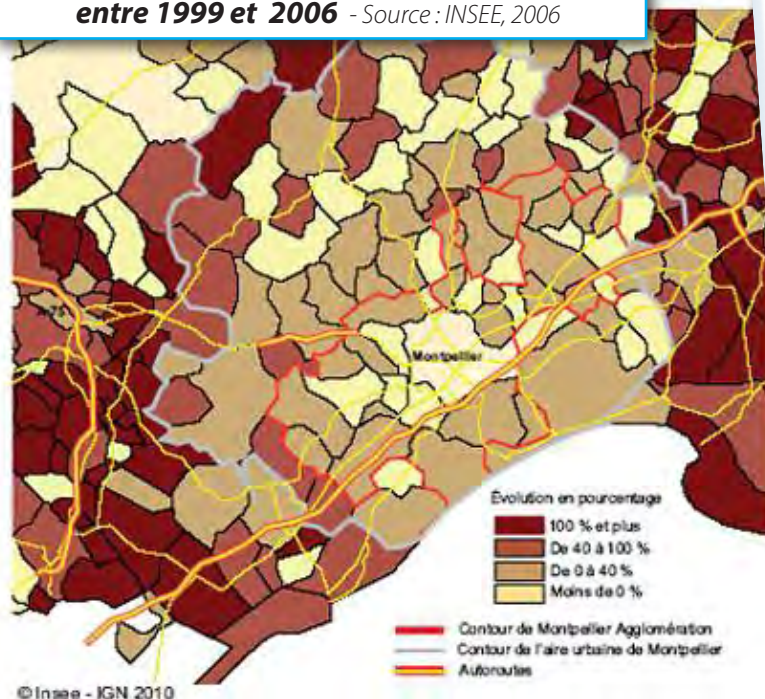 entre 1999 et 2006 - Source : INSEE, 2006
Montpellier
Évolution en pourcentage
100 % et plus
De 40 à 100 %
De 0 à 40 %
Moins de 0 %
Contour de Montpellier Agglomération
Contour de l'aire urbaine de Montpellier
Autoroutes
© Insee - IGN 2010